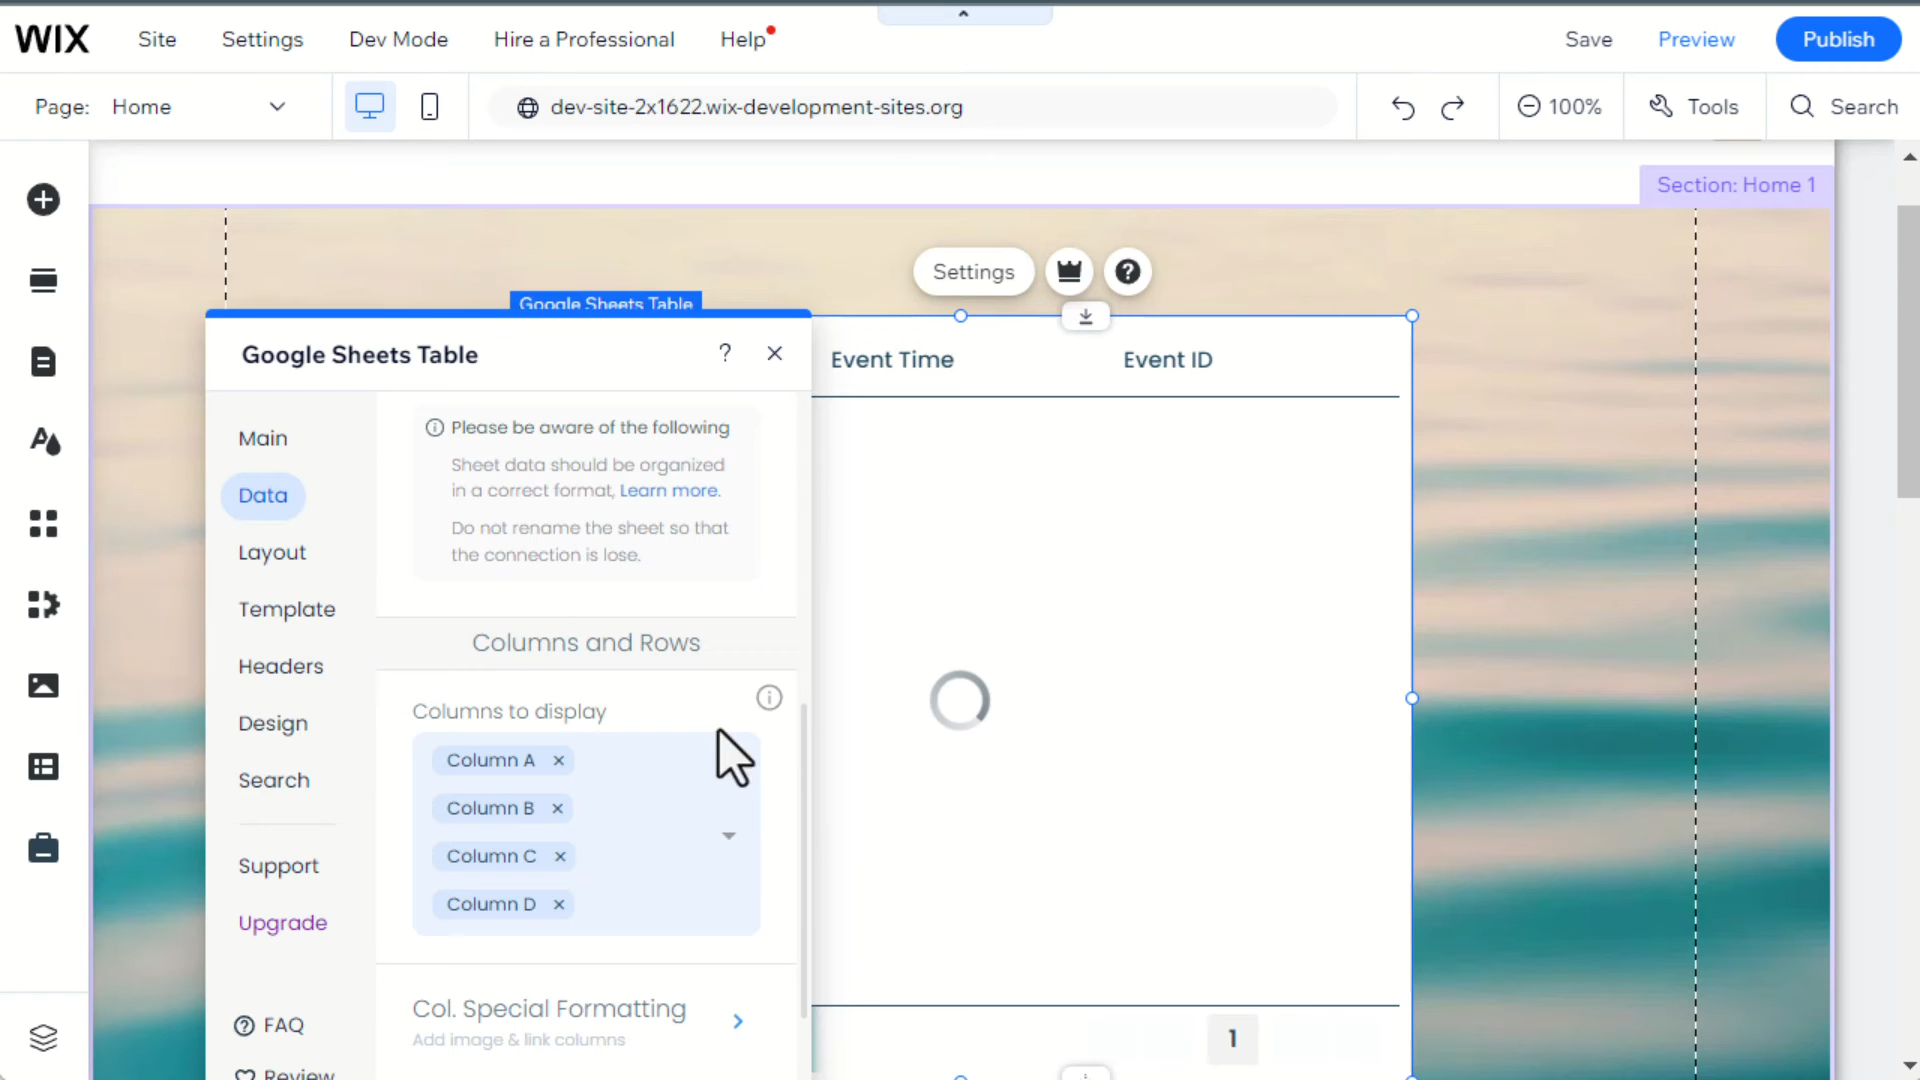 WIX
Site
Settings
Dev Mode
Hire a Professional
Help
Save
Preview
Publish
Page: Home
dev-site-2x1622.wix-development-sites.org
100%
Tools
Search
Section: Home 1
Settings
Google Sheets Table
Google Sheets Table
?
Event Time
Event ID
Main
Data
Layout
Template
Headers
Design
Search
Support
Upgrade
FAQ
Review
Please be aware of the following
Sheet data should be organized
in a correct format, Learn more.
Do not rename the sheet so that
the connection is lose.
Columns and Rows
Columns to display
Column A ×
Column B ×
Column C ×
Column D ×
Col. Special Formatting
Add image & link columns
1